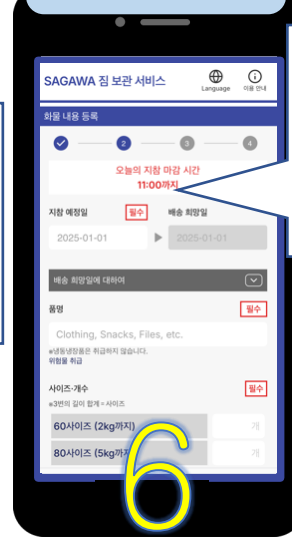 SAGAWA 짐 보관 서비스
Language
이용 안내
화물 내용 등록
2
3
4
오늘의 지참 마감 시간
11:00까지
지참 예정일
필수
배송 희망일
2025-01-01
▶
2025-01-01
배송 희망일에 대하여
품명
필수
Clothing, Snacks, Files, etc.
※냉동냉장품은 취급하지 않습니다.
위험물 취급
사이즈·개수
필수
※3변의 길이 합계 = 사이즈
60사이즈 (2kg까지)
개
80사이즈 (5kg까지)
개
6